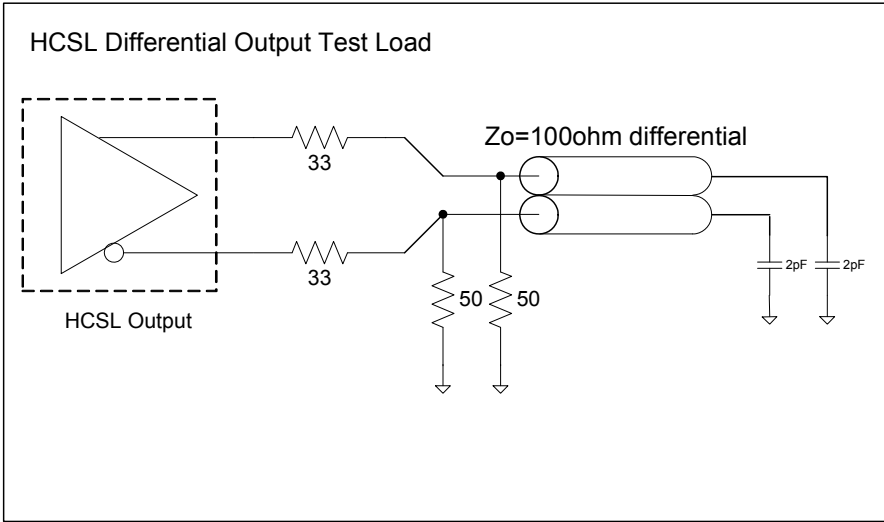 HCSL Differential Output Test Load
Zo=100ohm differential
33
33
2pF
2pF
50
50
HCSL Output